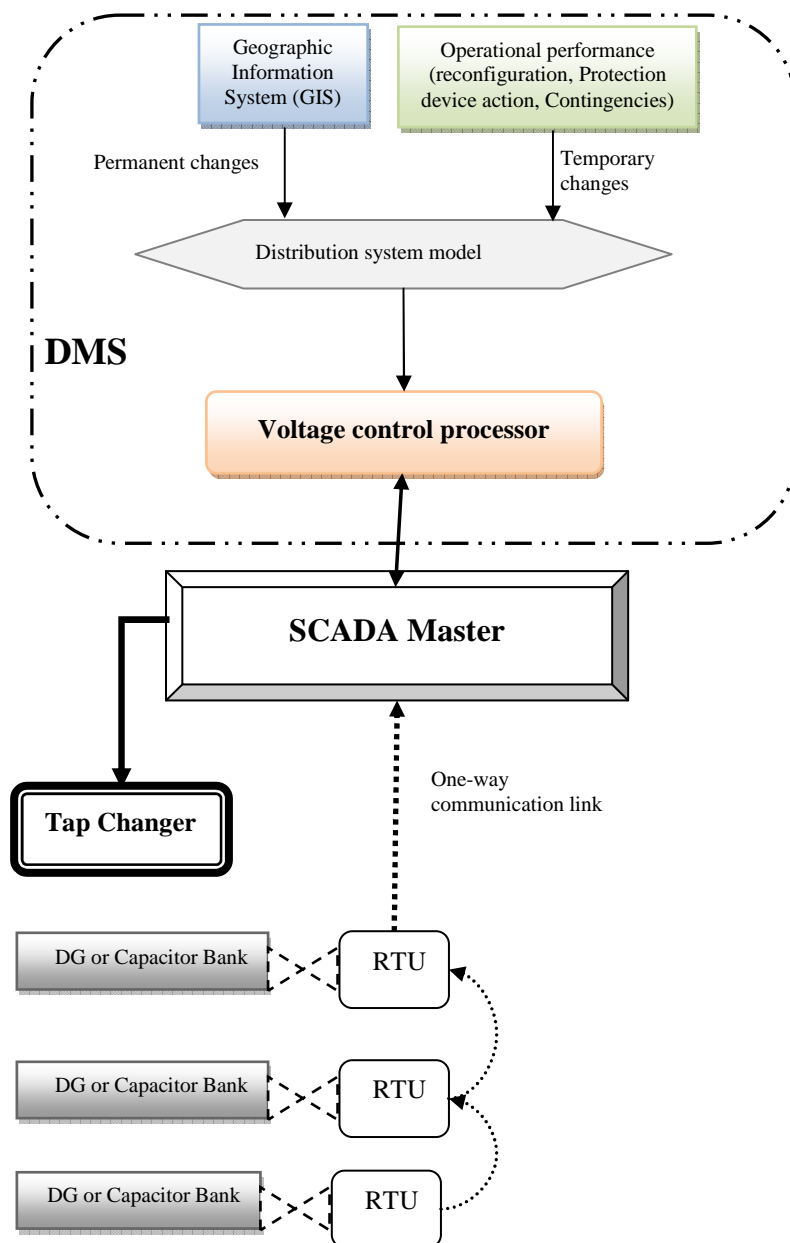 Geographic
Information
System (GIS)
Operational performance
(reconfiguration, Protection
device action, Contingencies)
Permanent changes
Temporary
changes
Distribution system model
DMS
Voltage control processor
SCADA Master
One-way
communication link
Tap Changer
DG or Capacitor Bank
RTU
DG or Capacitor Bank
RTU
DG or Capacitor Bank
RTU